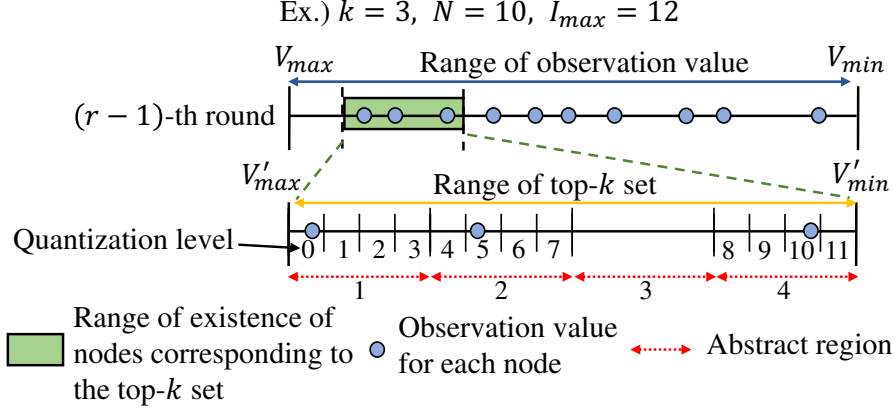 Ex.) k = 3, N = 10, I_max = 12
V_max Range of observation value V_min
(r − 1)-th round
V′_max Range of top-k set V′_min
Quantization level
0 1 2 3 4 5 6 7 8 9 10 11
1 2 3 4
Range of existence of
nodes corresponding to
the top-k set
Observation value
for each node
Abstract region